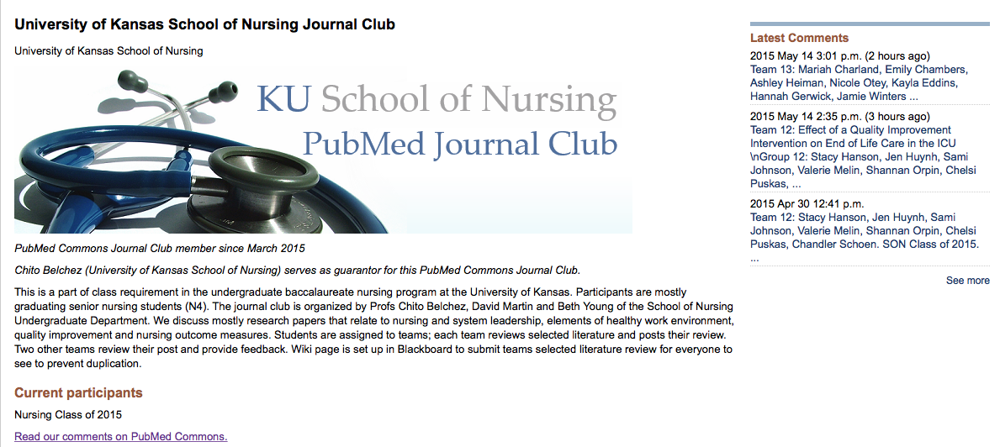 University of Kansas School of Nursing Journal Club
University of Kansas School of Nursing
KU School of Nursing
PubMed Journal Club
PubMed Commons Journal Club member since March 2015
Chito Belchez (University of Kansas School of Nursing) serves as guarantor for this PubMed Commons Journal Club.
This is a part of class requirement in the undergraduate baccalaureate nursing program at the University of Kansas. Participants are mostly
graduating senior nursing students (N4). The journal club is organized by Profs Chito Belchez, David Martin and Beth Young of the School of Nursing
Undergraduate Department. We discuss mostly research papers that relate to nursing and system leadership, elements of healthy work environment,
quality improvement and nursing outcome measures. Students are assigned to teams; each team reviews selected literature and posts their review.
Two other teams review their post and provide feedback. Wiki page is set up in Blackboard to submit teams selected literature review for everyone to
see to prevent duplication.
Current participants
Nursing Class of 2015
Read our comments on PubMed Commons.
Latest Comments
2015 May 14 3:01 p.m. (2 hours ago)
Team 13: Mariah Charland, Emily Chambers,
Ashley Heiman, Nicole Otey, Kayla Eddins,
Hannah Gerwick, Jamie Winters ...
2015 May 14 2:35 p.m. (3 hours ago)
Team 12: Effect of a Quality Improvement
Intervention on End of Life Care in the ICU
\nGroup 12: Stacy Hanson, Jen Huynh, Sami
Johnson, Valerie Melin, Shannan Orpin, Chelsi
Puskas, ...
2015 Apr 30 12:41 p.m.
Team 12: Stacy Hanson, Jen Huynh, Sami
Johnson, Valerie Melin, Shannan Orpin, Chelsi
Puskas, Chandler Schoen. SON Class of 2015.
...
See more